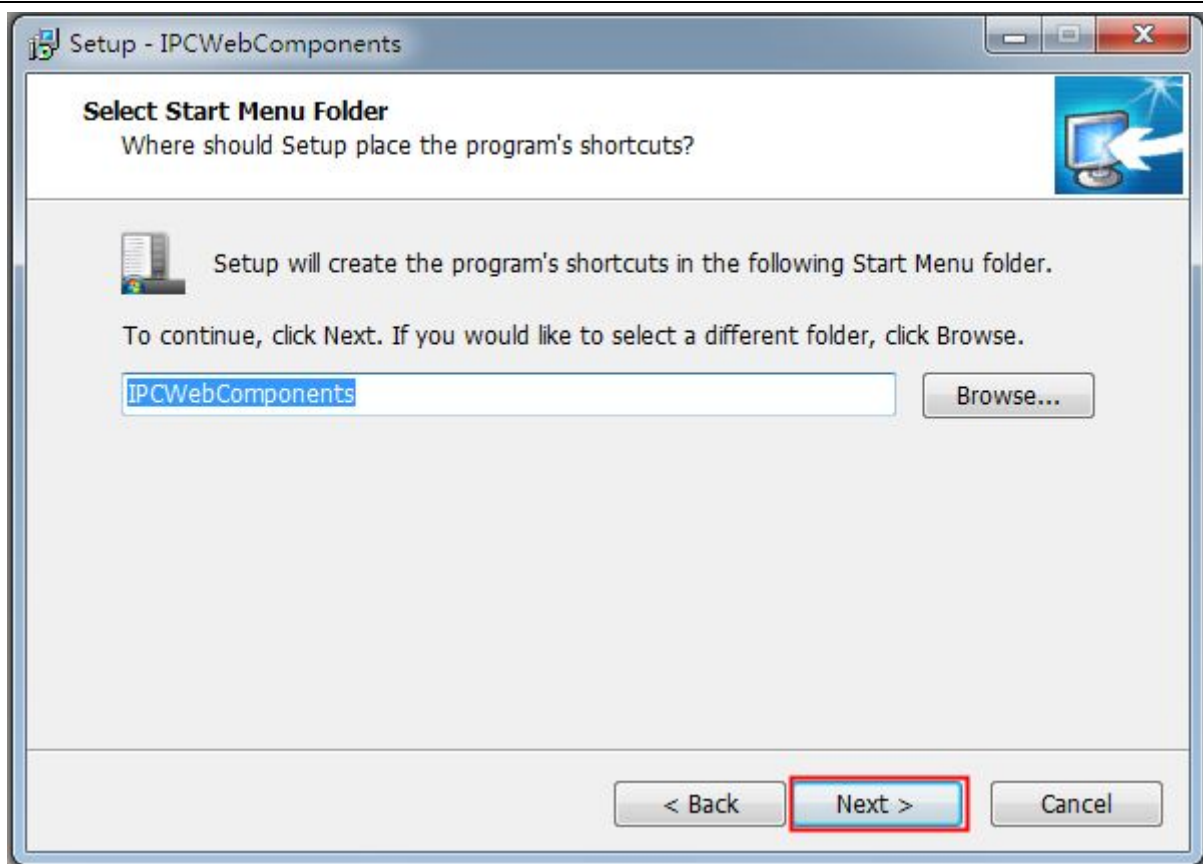 Setup - IPCWebComponents
Select Start Menu Folder
Where should Setup place the program's shortcuts?
Setup will create the program's shortcuts in the following Start Menu folder.
To continue, click Next. If you would like to select a different folder, click Browse.
IPCWebComponents
Browse...
< Back
Next >
Cancel